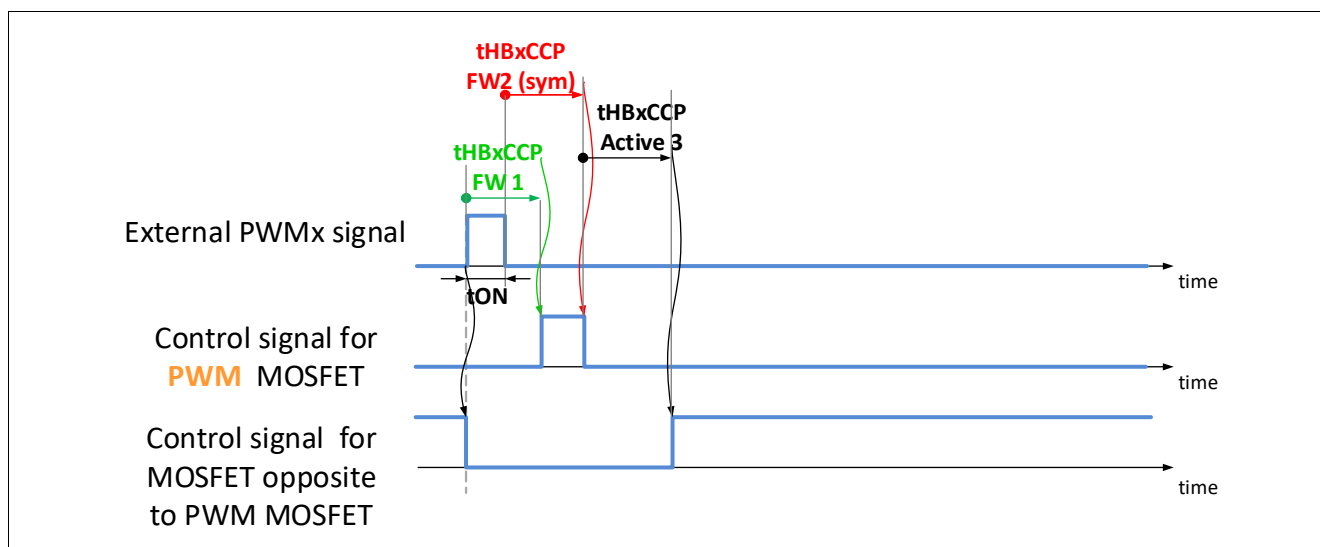 tHBxCCP
FW2 (sym)
tHBxCCP
Active 3
tHBxCCP
FW 1
External PWMx signal
time
tON
Control signal for
PWM MOSFET
time
Control signal for
MOSFET opposite
to PWM MOSFET
time